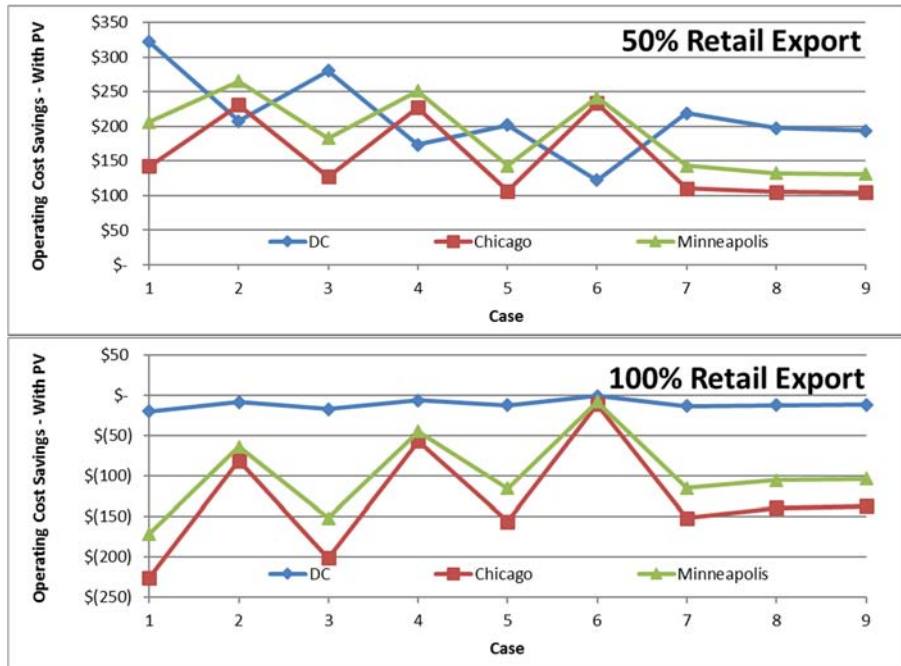 50% Retail Export
Operating Cost Savings - With PV
$350
$300
$250
$200
$150
$100
$50
$-
DC Chicago Minneapolis
1 2 3 4 5 6 7 8 9
Case
100% Retail Export
Operating Cost Savings - With PV
$50
$-
$(50)
$(100)
$(150)
$(200)
$(250)
DC Chicago Minneapolis
1 2 3 4 5 6 7 8 9
Case